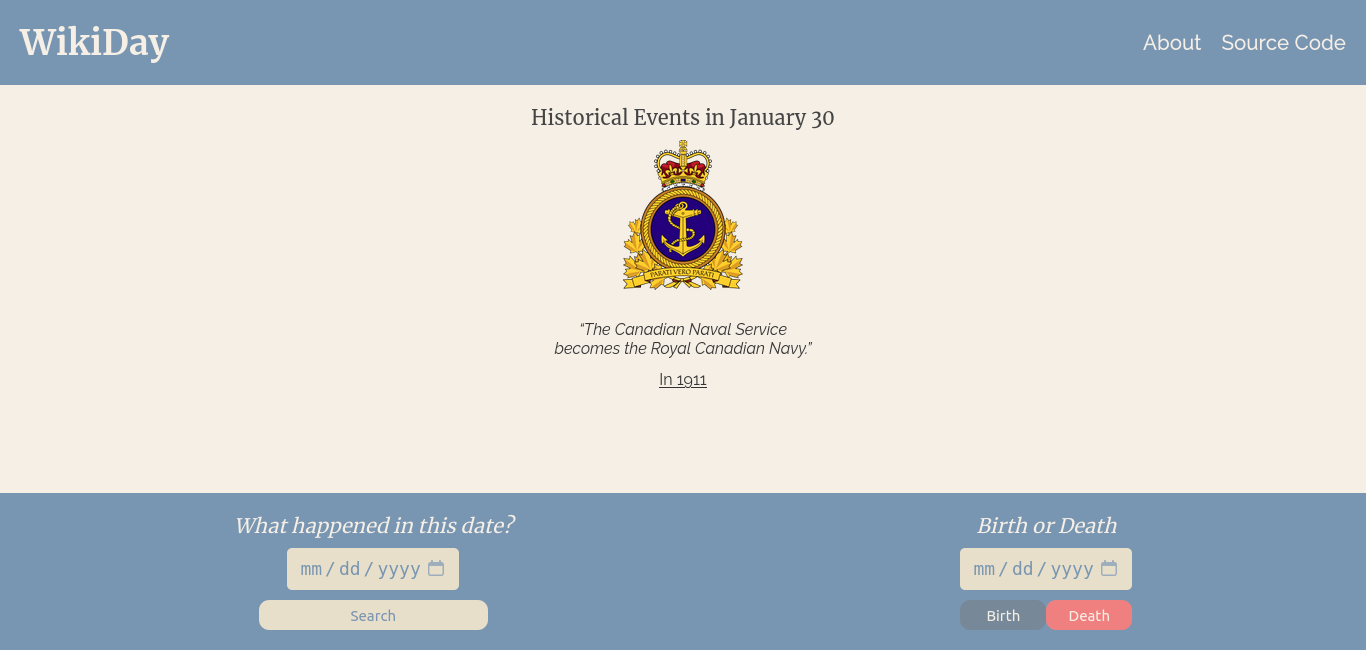 WikiDay
About Source Code
Historical Events in January 30
PARATI VERO PARATI
“The Canadian Naval Service
becomes the Royal Canadian Navy.”
In 1911
What happened in this date?
mm / dd / yyyy
Search
Birth or Death
mm / dd / yyyy
Birth Death